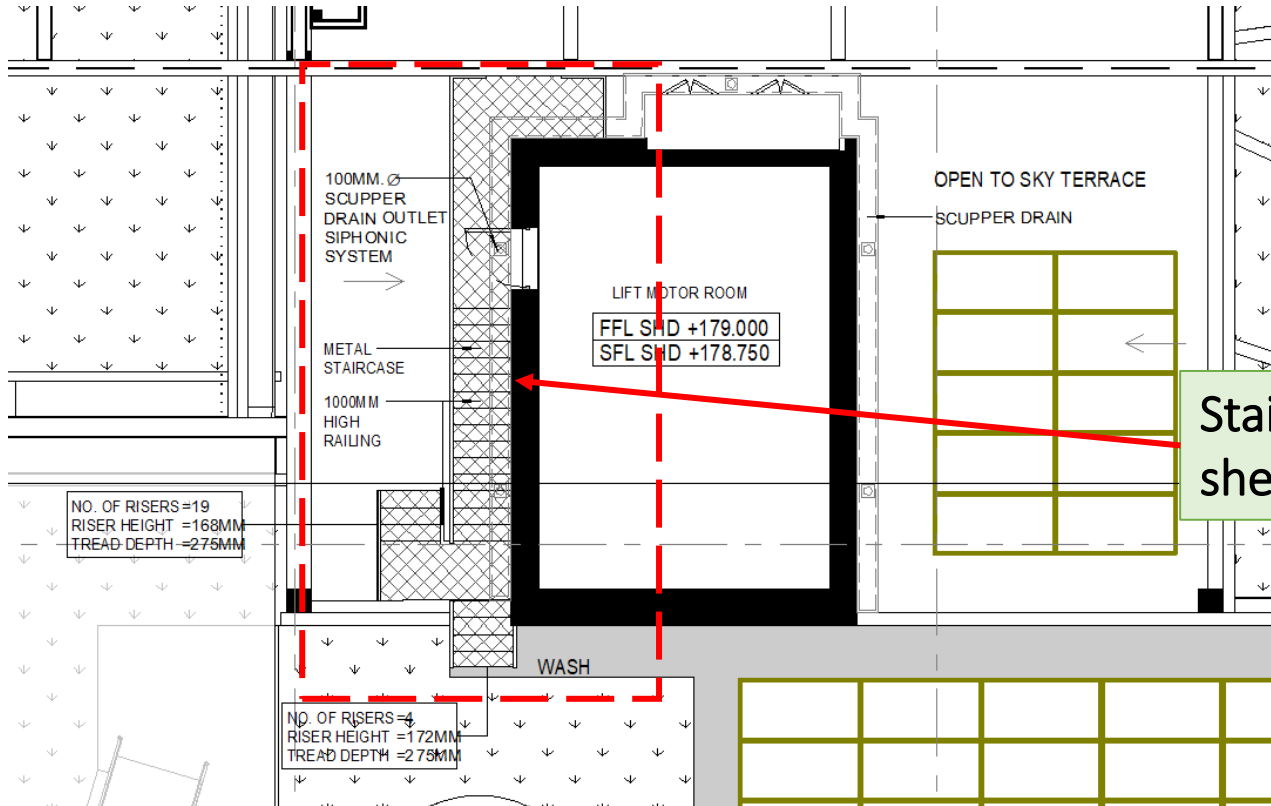 100MM. Ø
SCUPPER
DRAIN OUTLET
SIPHONIC
SYSTEM
OPEN TO SKY TERRACE
SCUPPER DRAIN
LIFT MOTOR ROOM
FFL SHD +179.000
SFL SHD +178.750
METAL
STAIRCASE
1000MM
HIGH
RAILING
NO. OF RISERS =19
RISER HEIGHT =168MM
TREAD DEPTH =275MM
WASH
NO. OF RISERS =4
RISER HEIGHT =172MM
TREAD DEPTH =275MM